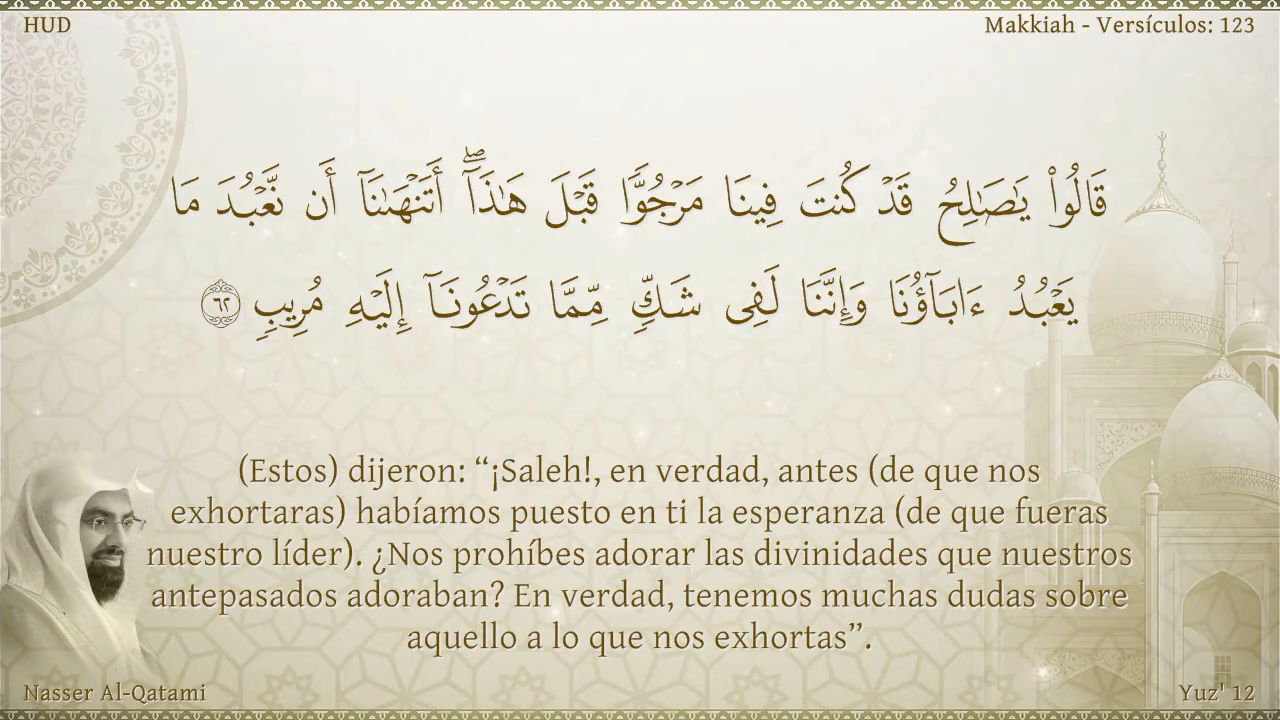 HUD
Makkiah - Versículos: 123
قَالُوا۟ يَـٰصَـٰلِحُ قَدْ كُنتَ فِينَا مَرْجُوًّا قَبْلَ هَـٰذَآ ۖ أَتَنْهَىٰنَآ أَن نَّعْبُدَ مَا
يَعْبُدُ ءَابَآؤُنَا وَإِنَّنَا لَفِى شَكٍّ مِّمَّا تَدْعُونَآ إِلَيْهِ مُرِيبٍ ٦٢
(Estos) dijeron: “¡Saleh!, en verdad, antes (de que nos
exhortaras) habíamos puesto en ti la esperanza (de que fueras
nuestro líder). ¿Nos prohíbes adorar las divinidades que nuestros
antepasados adoraban? En verdad, tenemos muchas dudas sobre
aquello a lo que nos exhortas”.
Nasser Al-Qatami
Yuz' 12